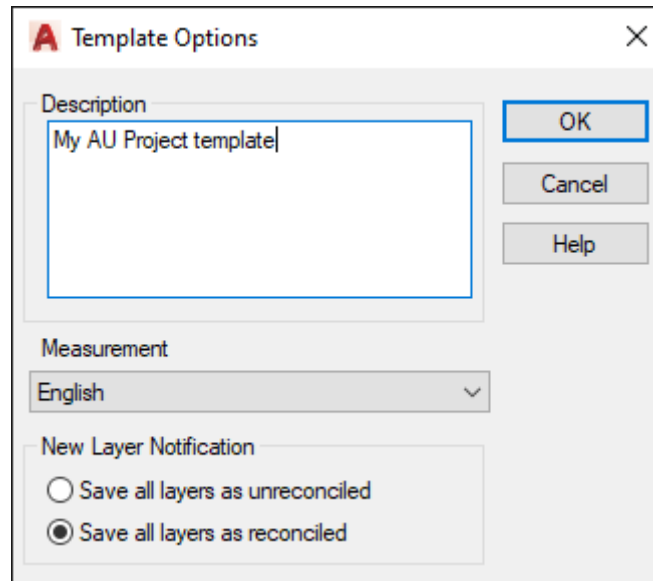 Template Options
Description
My AU Project template
OK
Cancel
Help
Measurement
English
New Layer Notification
Save all layers as unreconciled
Save all layers as reconciled